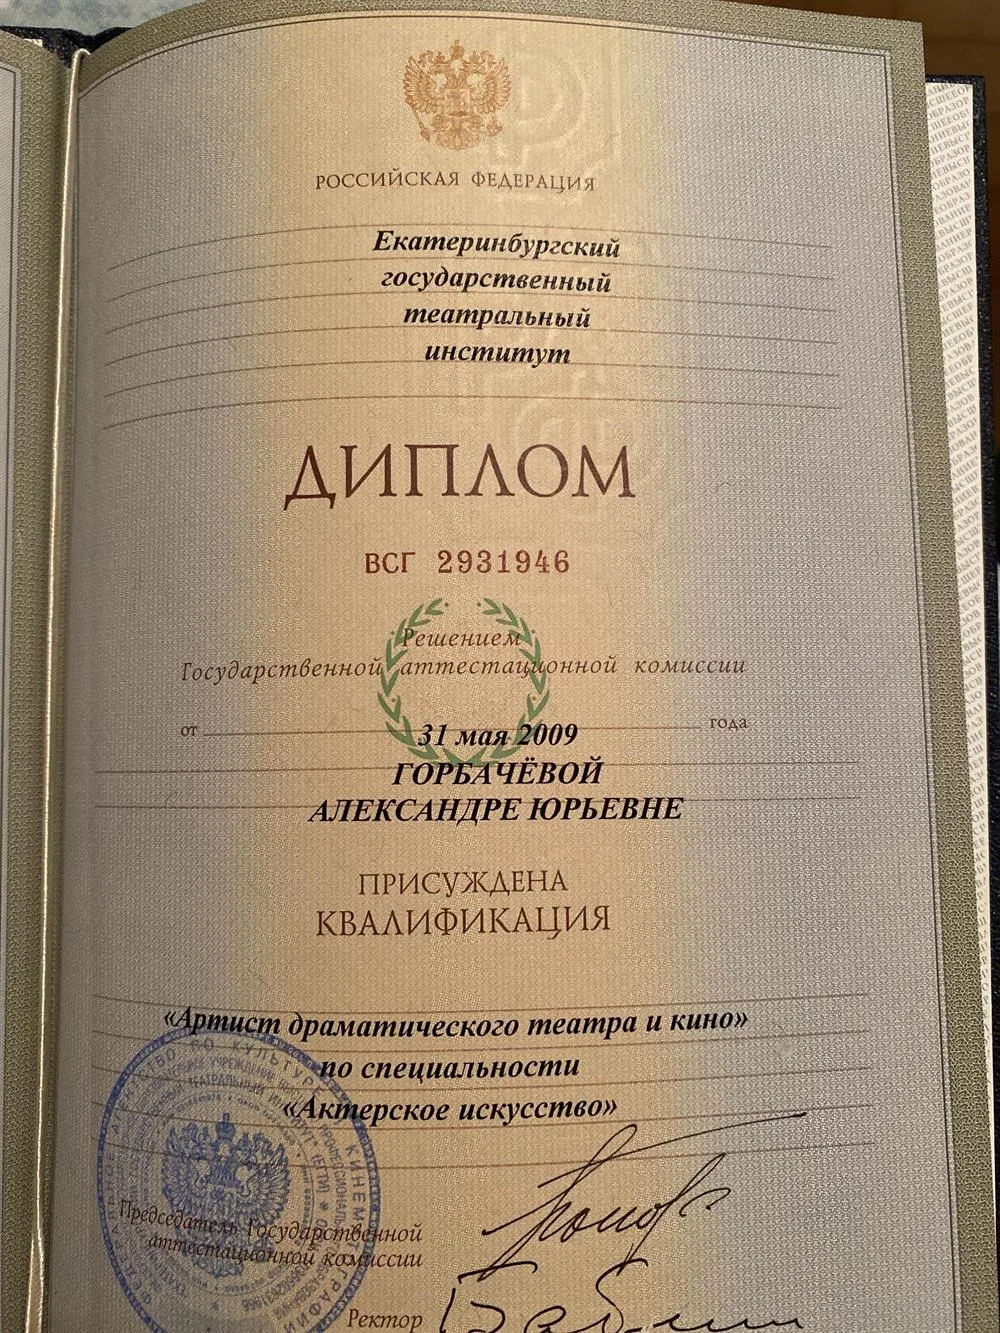 РОССИЙСКАЯ ФЕДЕРАЦИЯ
Екатеринбургский
государственный
театральный
институт
ДИПЛОМ
ВСГ 2931946
Решением
Государственной аттестационной комиссии
от 31 мая 2009 года
ГОРБАЧЁВОЙ
АЛЕКСАНДРЕ ЮРЬЕВНЕ
ПРИСУЖДЕНА
КВАЛИФИКАЦИЯ
«Артист драматического театра и кино»
по специальности
«Актерское искусство»
Председатель Государственной
аттестационной комиссии
Ректор